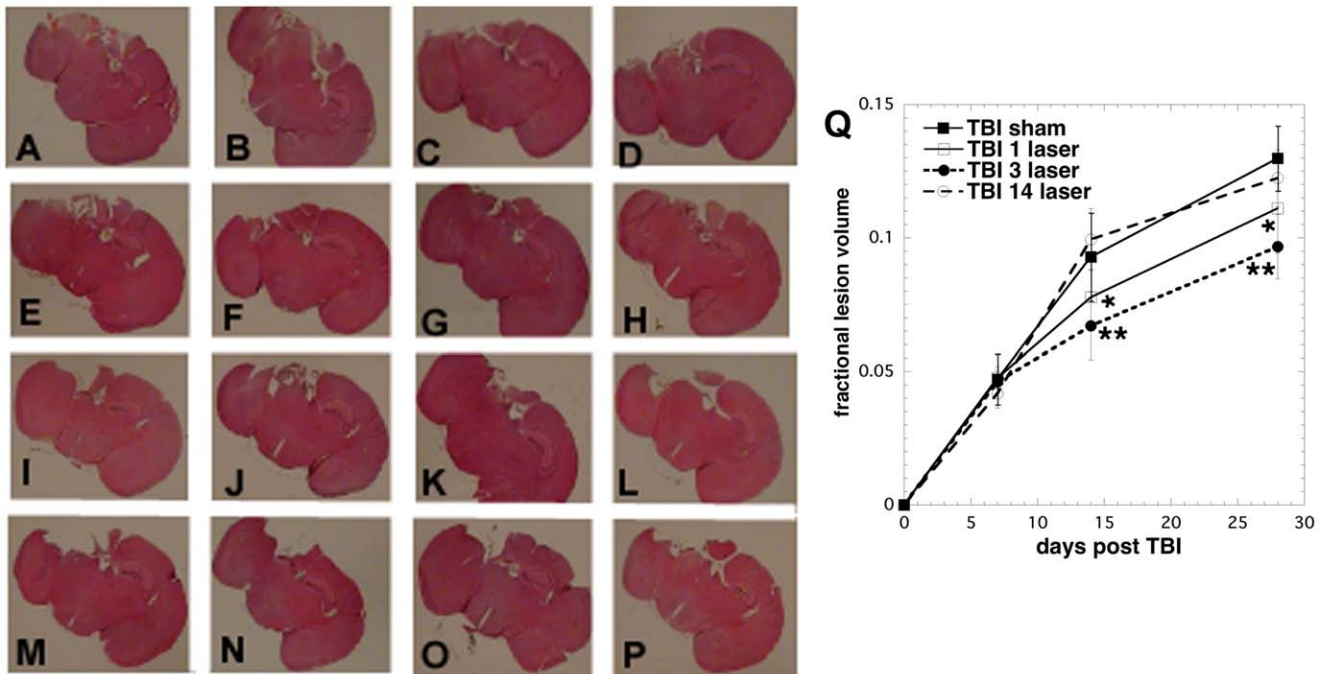 A
B
C
D
E
F
G
H
I
J
K
L
M
N
O
P
Q
TBI sham
TBI 1 laser
TBI 3 laser
TBI 14 laser
0.15
0.1
0.05
0
fractional lesion volume
*
**
*
**
0 5 10 15 20 25 30
days post TBI